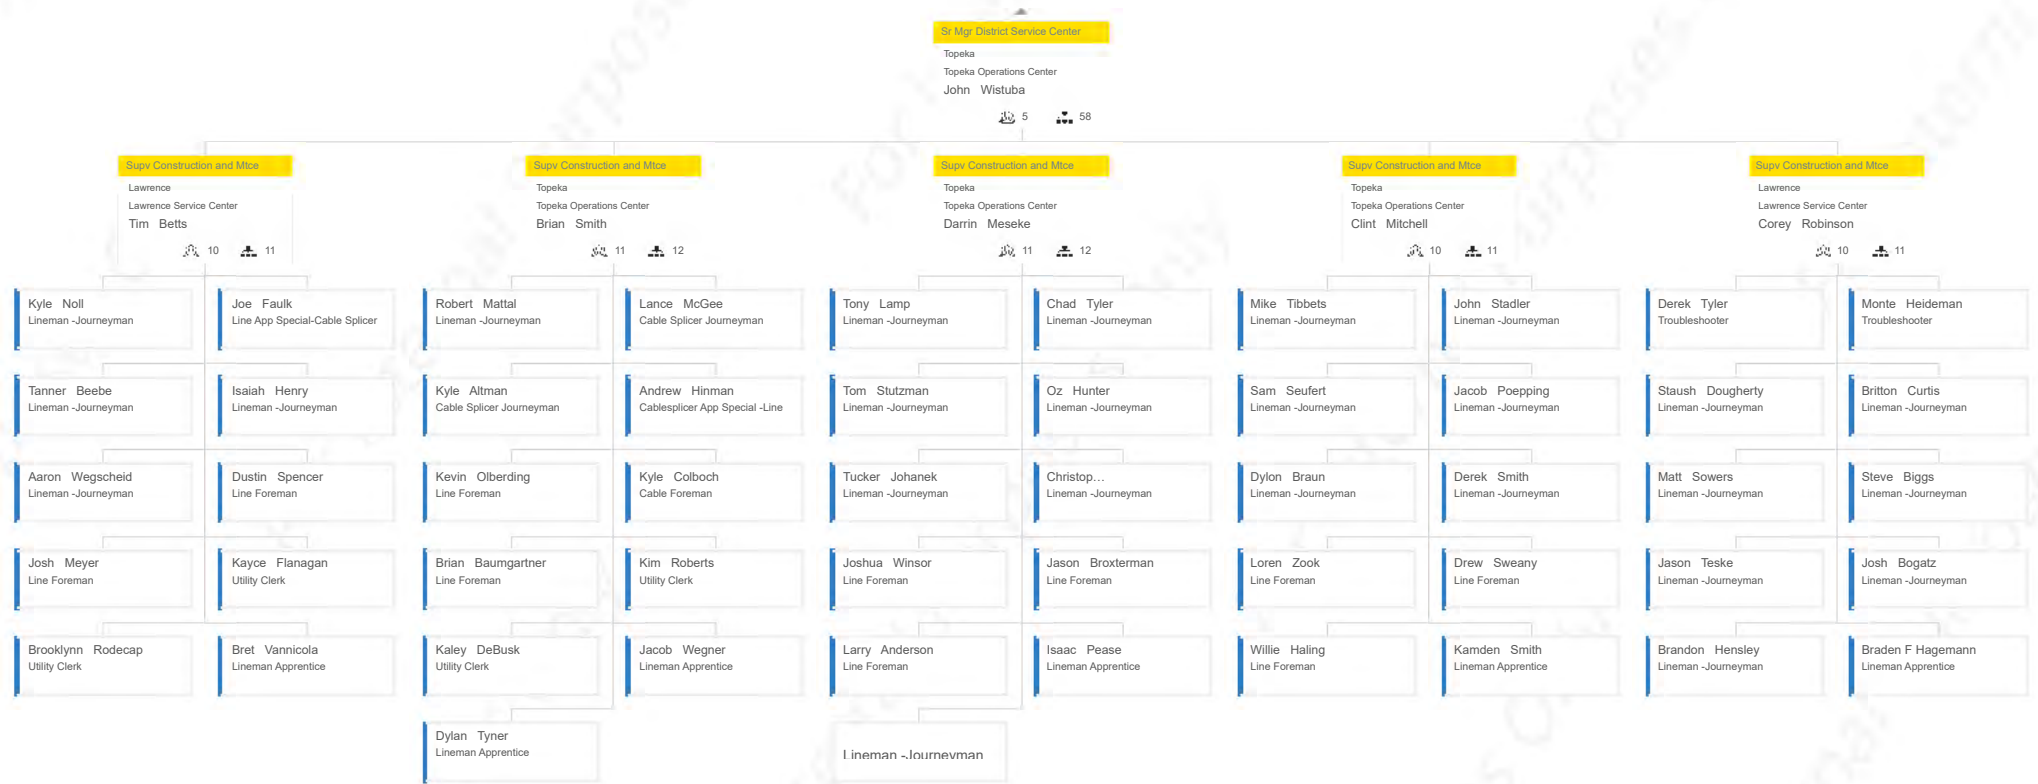 Sr Mgr District Service Center
Topeka
Topeka Operations Center
John Wistuba
5 58
Supv Construction and Mtce
Lawrence
Lawrence Service Center
Tim Betts
10 11
Supv Construction and Mtce
Topeka
Topeka Operations Center
Brian Smith
11 12
Supv Construction and Mtce
Topeka
Topeka Operations Center
Darrin Meseke
11 12
Supv Construction and Mtce
Topeka
Topeka Operations Center
Clint Mitchell
10 11
Supv Construction and Mtce
Lawrence
Lawrence Service Center
Corey Robinson
10 11
Kyle Noll
Lineman -Journeyman
Joe Faulk
Line App Special-Cable Splicer
Tanner Beebe
Lineman -Journeyman
Isaiah Henry
Lineman -Journeyman
Aaron Wegscheid
Lineman -Journeyman
Dustin Spencer
Line Foreman
Josh Meyer
Line Foreman
Kayce Flanagan
Utility Clerk
Brooklynn Rodecap
Utility Clerk
Bret Vannicola
Lineman Apprentice
Robert Mattal
Lineman -Journeyman
Lance McGee
Cable Splicer Journeyman
Kyle Altman
Cable Splicer Journeyman
Andrew Hinman
Cablesplicer App Special -Line
Kevin Olberding
Line Foreman
Kyle Colboch
Cable Foreman
Brian Baumgartner
Line Foreman
Kim Roberts
Utility Clerk
Kaley DeBusk
Utility Clerk
Jacob Wegner
Lineman Apprentice
Dylan Tyner
Lineman Apprentice
Tony Lamp
Lineman -Journeyman
Chad Tyler
Lineman -Journeyman
Tom Stutzman
Lineman -Journeyman
Oz Hunter
Lineman -Journeyman
Tucker Johanek
Lineman -Journeyman
Christop...
Lineman -Journeyman
Joshua Winsor
Line Foreman
Jason Broxterman
Line Foreman
Larry Anderson
Line Foreman
Isaac Pease
Lineman Apprentice
Lineman -Journeyman
Mike Tibbets
Lineman -Journeyman
John Stadler
Lineman -Journeyman
Sam Seufert
Lineman -Journeyman
Jacob Poepping
Lineman -Journeyman
Dylon Braun
Lineman -Journeyman
Derek Smith
Lineman -Journeyman
Loren Zook
Line Foreman
Drew Sweany
Line Foreman
Willie Haling
Line Foreman
Kamden Smith
Lineman Apprentice
Derek Tyler
Troubleshooter
Monte Heideman
Troubleshooter
Staush Dougherty
Lineman -Journeyman
Britton Curtis
Lineman -Journeyman
Matt Sowers
Lineman -Journeyman
Steve Biggs
Lineman -Journeyman
Jason Teske
Lineman -Journeyman
Josh Bogatz
Lineman -Journeyman
Brandon Hensley
Lineman -Journeyman
Braden F Hagemann
Lineman Apprentice